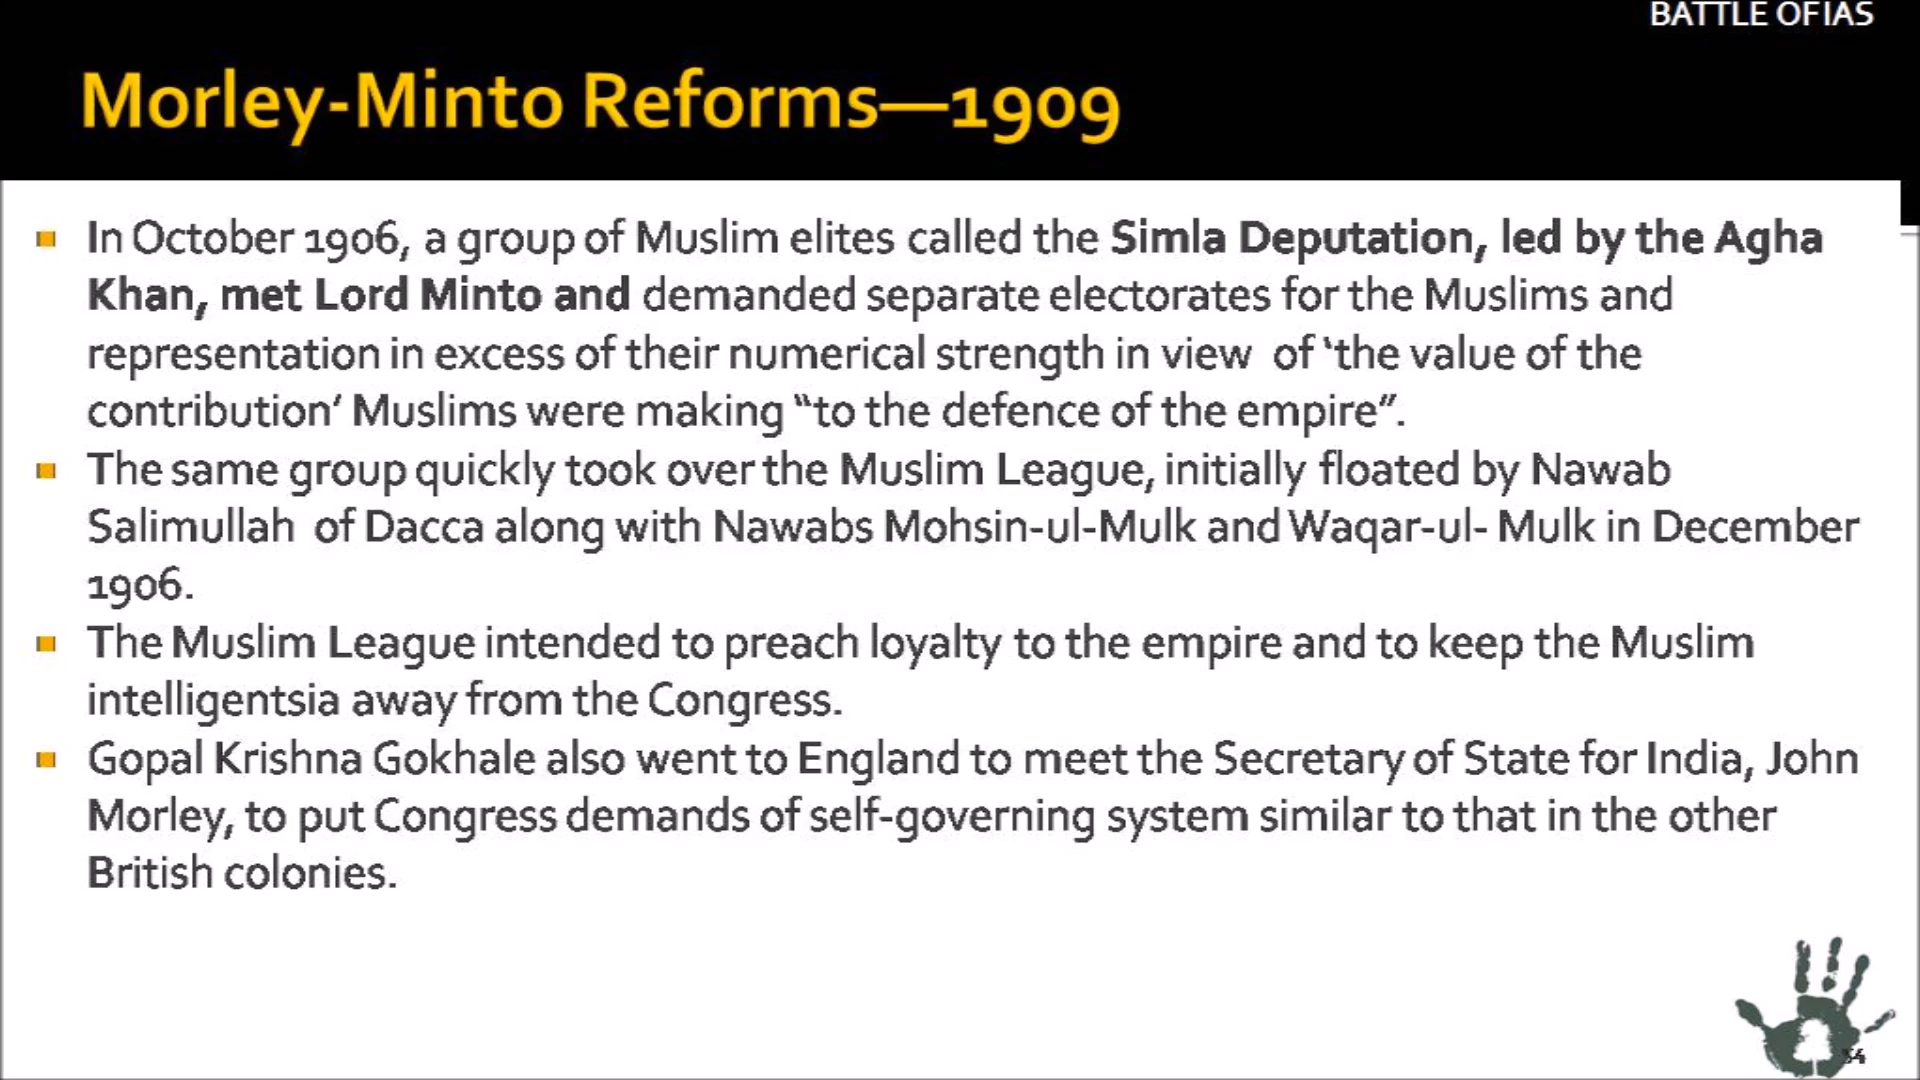 BATTLE OF IAS
Morley-Minto Reforms—1909
In October 1906, a group of Muslim elites called the Simla Deputation, led by the Agha
Khan, met Lord Minto and demanded separate electorates for the Muslims and
representation in excess of their numerical strength in view of ‘the value of the
contribution’ Muslims were making “to the defence of the empire”.
The same group quickly took over the Muslim League, initially floated by Nawab
Salimullah of Dacca along with Nawabs Mohsin-ul-Mulk and Waqar-ul- Mulk in December
1906.
The Muslim League intended to preach loyalty to the empire and to keep the Muslim
intelligentsia away from the Congress.
Gopal Krishna Gokhale also went to England to meet the Secretary of State for India, John
Morley, to put Congress demands of self-governing system similar to that in the other
British colonies.
54